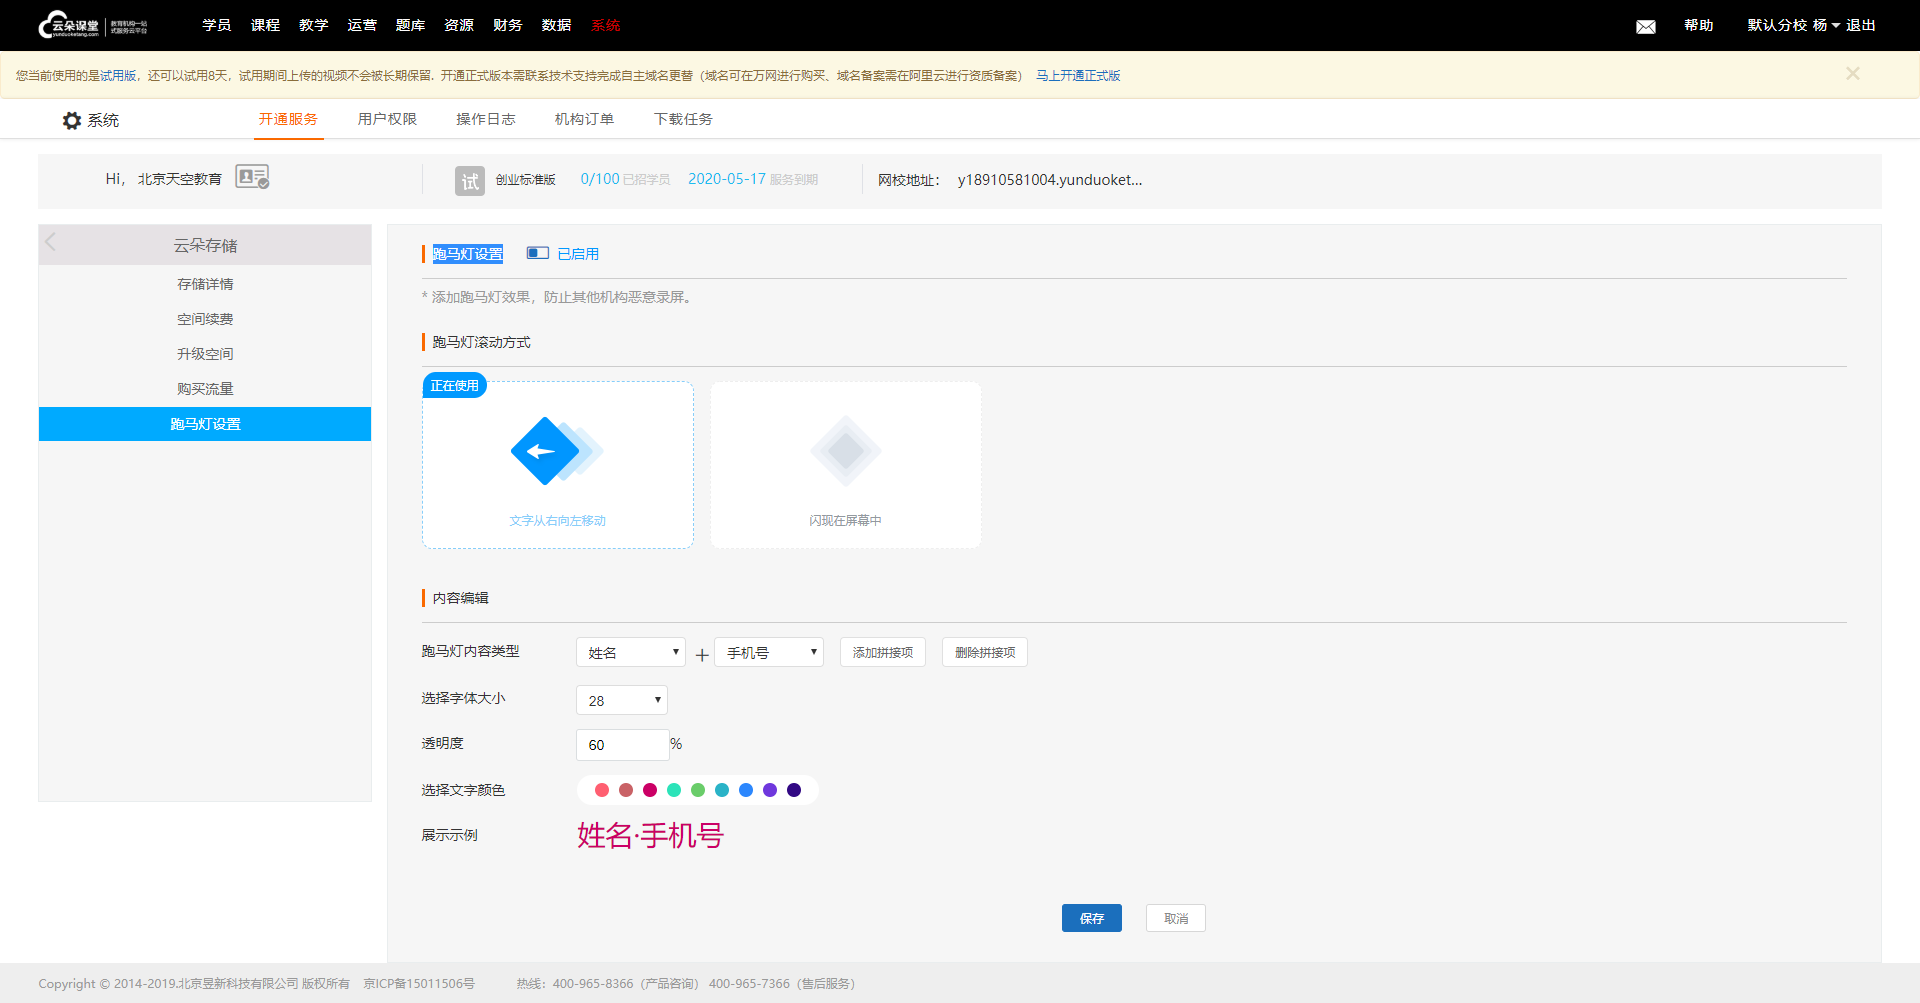 云朵课堂 教育机构一站
yunduoketang.com 式服务云平台
学员 课程 教学 运营 题库 资源 财务 数据 系统 帮助 默认分校 杨 退出
您当前使用的是试用版，还可以试用8天，试用期间上传的视频不会被长期保留. 开通正式版本需联系技术支持完成自主域名更替（域名可在万网进行购买、域名备案需在阿里云进行资质备案） 马上开通正式版
系统 开通服务 用户权限 操作日志 机构订单 下载任务
Hi， 北京天空教育 试 创业标准版 0/100 已招学员 2020-05-17 服务到期 网校地址： y18910581004.yunduoket...
云朵存储
存储详情
空间续费
升级空间
购买流量
跑马灯设置
跑马灯设置 已启用
* 添加跑马灯效果，防止其他机构恶意录屏。
跑马灯滚动方式
正在使用
文字从右向左移动 闪现在屏幕中
内容编辑
跑马灯内容类型 姓名 + 手机号 添加拼接项 删除拼接项
选择字体大小 28
透明度 60 %
选择文字颜色
展示示例 姓名·手机号
保存 取消
Copyright © 2014-2019.北京昱新科技有限公司 版权所有 京ICP备15011506号 热线：400-965-8366（产品咨询） 400-965-7366（售后服务）